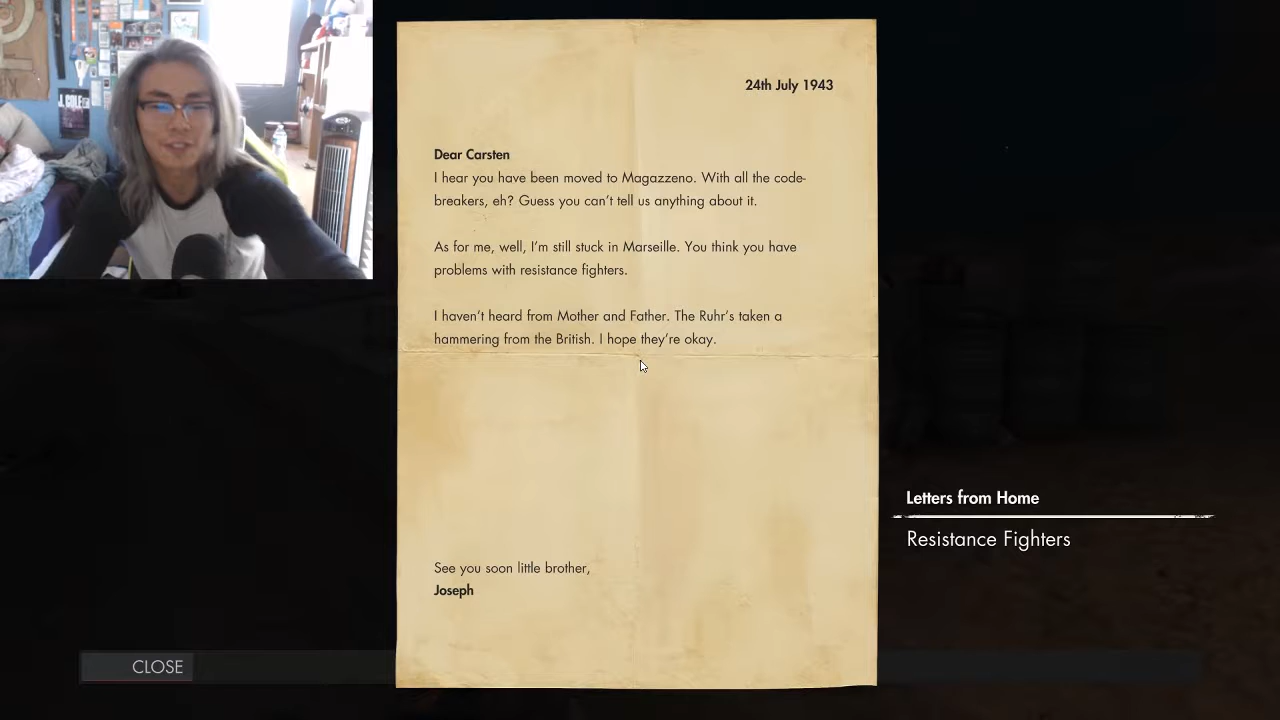 J. COLE
24th July 1943
Dear Carsten
I hear you have been moved to Magazzeno. With all the code-
breakers, eh? Guess you can't tell us anything about it.
As for me, well, I'm still stuck in Marseille. You think you have
problems with resistance fighters.
I haven't heard from Mother and Father. The Ruhr's taken a
hammering from the British. I hope they're okay.
See you soon little brother,
Joseph
Letters from Home
Resistance Fighters
CLOSE